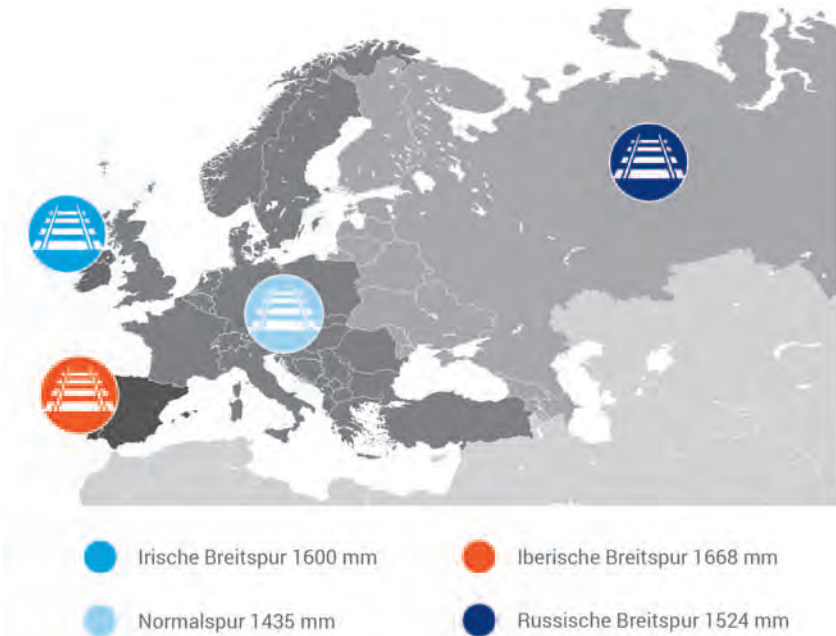 Irische Breitspur 1600 mm
Iberische Breitspur 1668 mm
Normalspur 1435 mm
Russische Breitspur 1524 mm